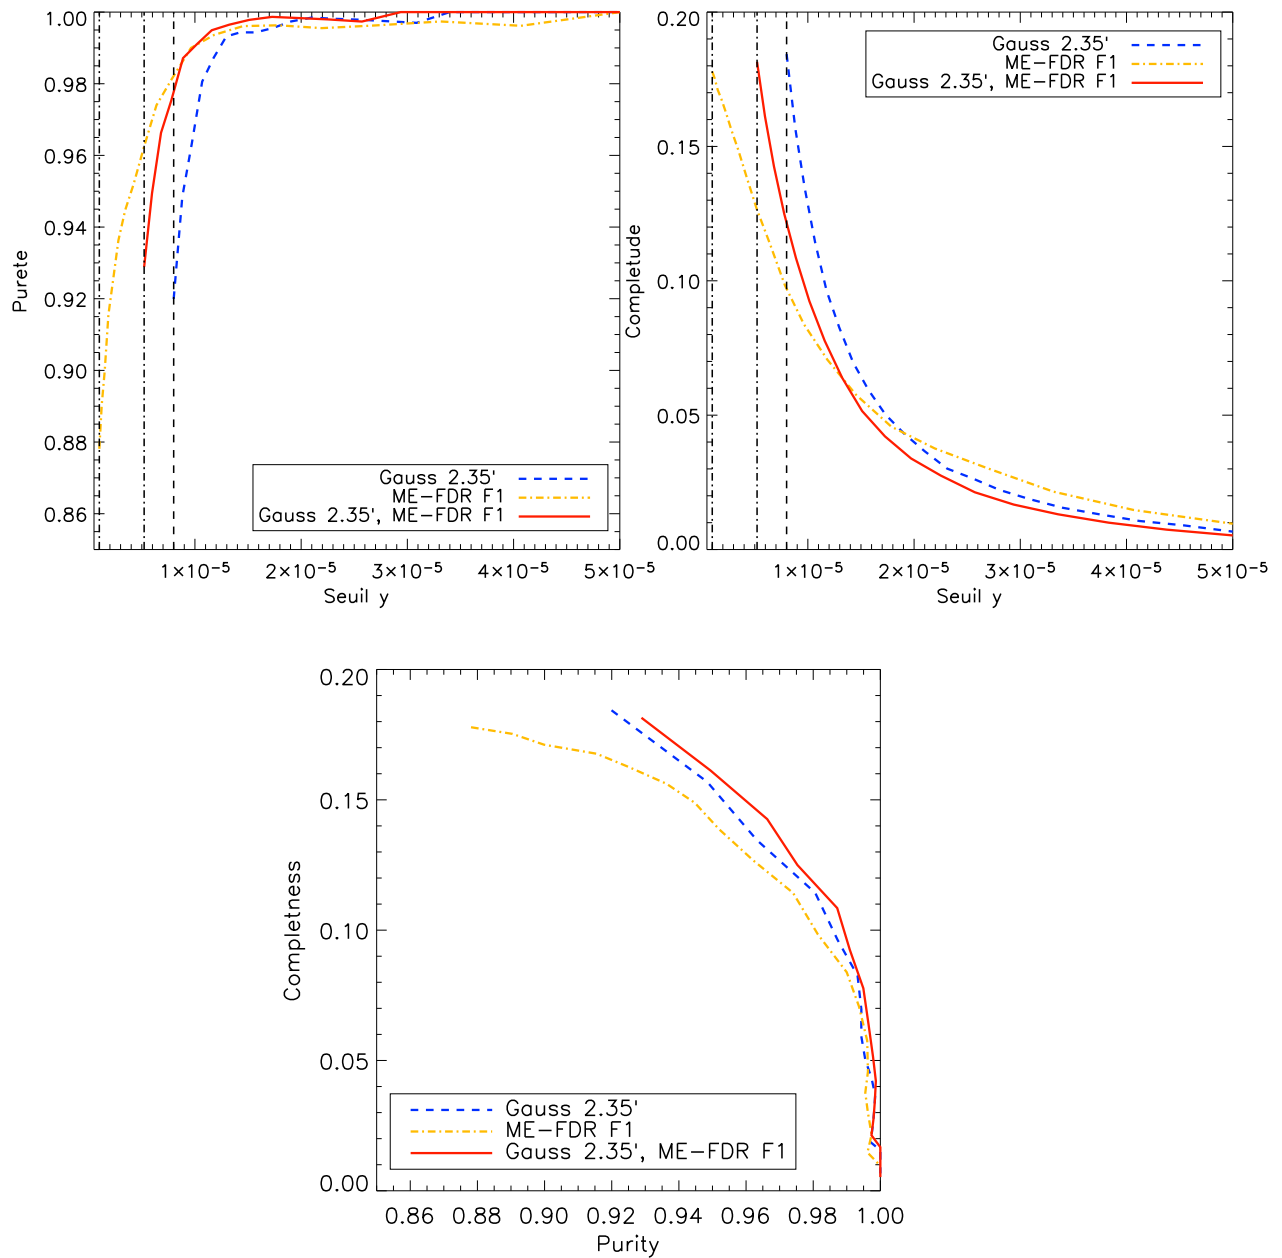 1.00
0.98
0.96
0.94
0.92
0.90
0.88
0.86
Purete
Gauss 2.35'
ME-FDR F1
Gauss 2.35', ME-FDR F1
1×10⁻⁵ 2×10⁻⁵ 3×10⁻⁵ 4×10⁻⁵ 5×10⁻⁵
Seuil y
0.20
0.15
0.10
0.05
0.00
Completude
Gauss 2.35'
ME-FDR F1
Gauss 2.35', ME-FDR F1
1×10⁻⁵ 2×10⁻⁵ 3×10⁻⁵ 4×10⁻⁵ 5×10⁻⁵
Seuil y
0.20
0.15
0.10
0.05
0.00
Completness
Gauss 2.35'
ME-FDR F1
Gauss 2.35', ME-FDR F1
0.86 0.88 0.90 0.92 0.94 0.96 0.98 1.00
Purity